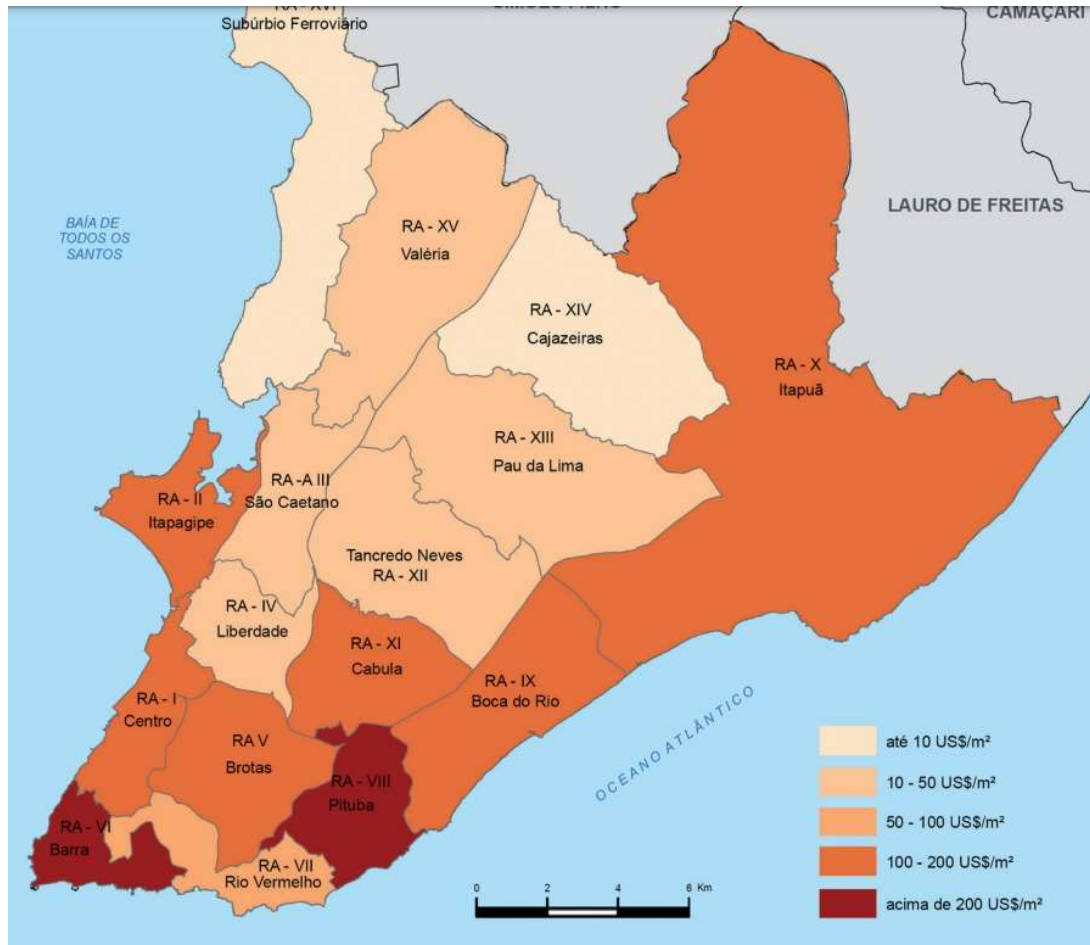 RA - XVI
Subúrbio Ferroviário
SIMÕES FILHO
CAMAÇARI
LAURO DE FREITAS
BAÍA DE
TODOS OS
SANTOS
RA - XV
Valéria
RA - XIV
Cajazeiras
RA - X
Itapuã
RA - XIII
Pau da Lima
RA -A III
São Caetano
RA - II
Itapagipe
Tancredo Neves
RA - XII
RA - IV
Liberdade
RA - XI
Cabula
RA - IX
Boca do Rio
RA - I
Centro
RA V
Brotas
RA - VIII
Pituba
RA - VI
Barra
RA - VII
Rio Vermelho
OCEANO ATLÂNTICO
até 10 US$/m²
10 - 50 US$/m²
50 - 100 US$/m²
100 - 200 US$/m²
acima de 200 US$/m²
0 2 4 6 Km